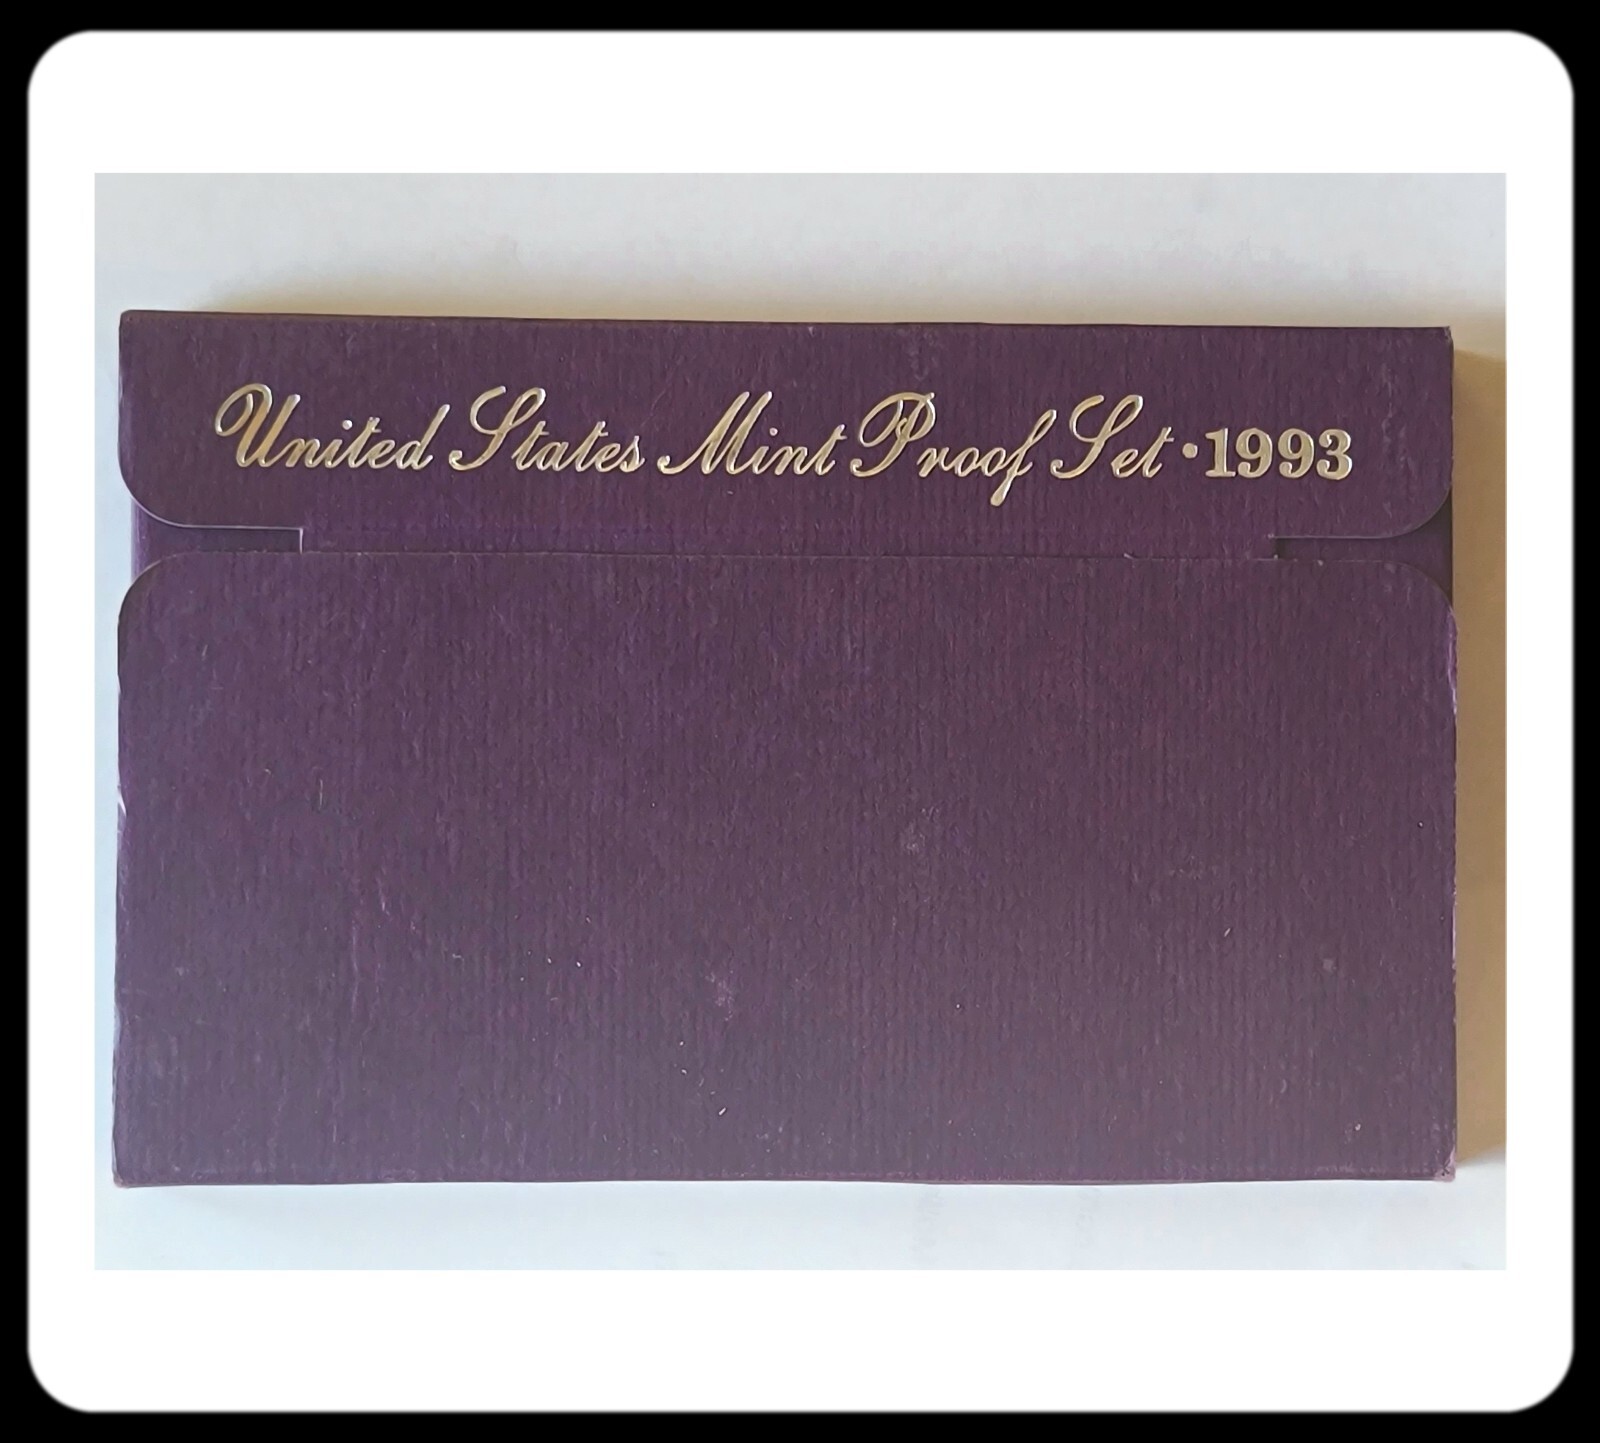 United States Mint Proof Set · 1993